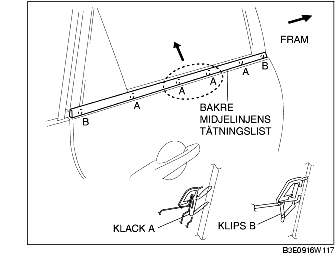 FRAM
B
A
A
A
A
A
B
BAKRE
MIDJELINJENS
TÄTNINGSLIST
KLACK A
KLIPS B
B3E0916W117